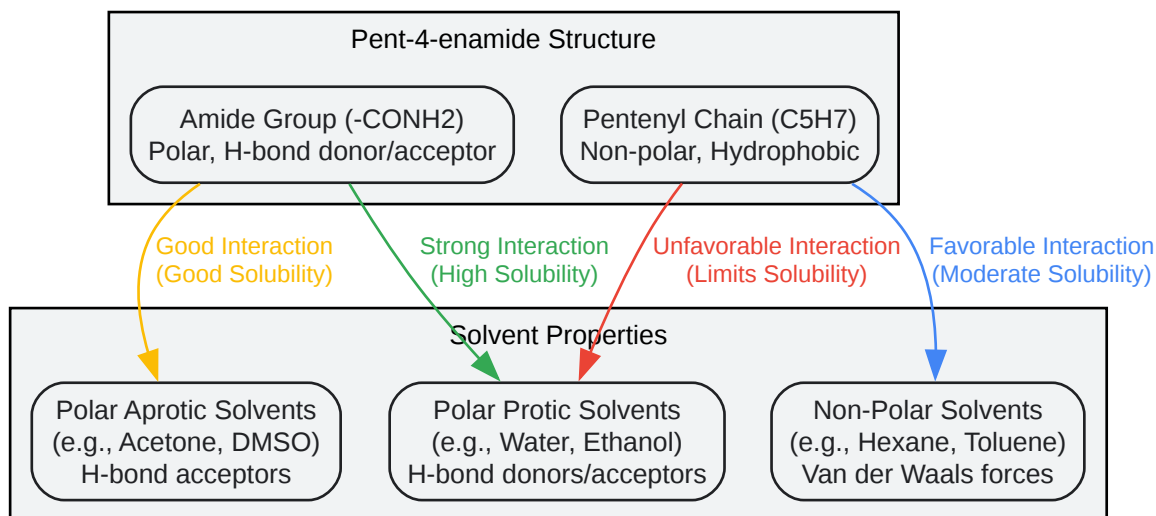 Pent-4-enamide Structure
Amide Group (-CONH2)
Polar, H-bond donor/acceptor
Pentenyl Chain (C5H7)
Non-polar, Hydrophobic
Good Interaction
(Good Solubility)
Strong Interaction
(High Solubility)
Unfavorable Interaction
(Limits Solubility)
Favorable Interaction
(Moderate Solubility)
Solvent Properties
Polar Aprotic Solvents
(e.g., Acetone, DMSO)
H-bond acceptors
Polar Protic Solvents
(e.g., Water, Ethanol)
H-bond donors/acceptors
Non-Polar Solvents
(e.g., Hexane, Toluene)
Van der Waals forces